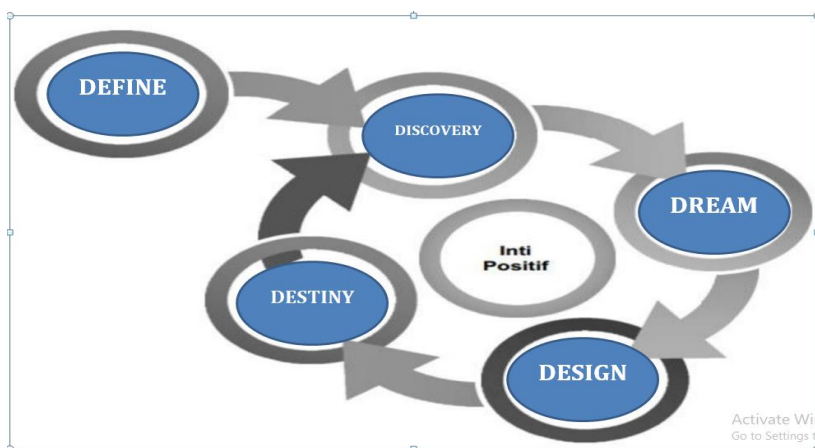 DEFINE
DISCOVERY
DREAM
Inti
Positif
DESTINY
DESIGN
Activate Wi
Go to Settings t